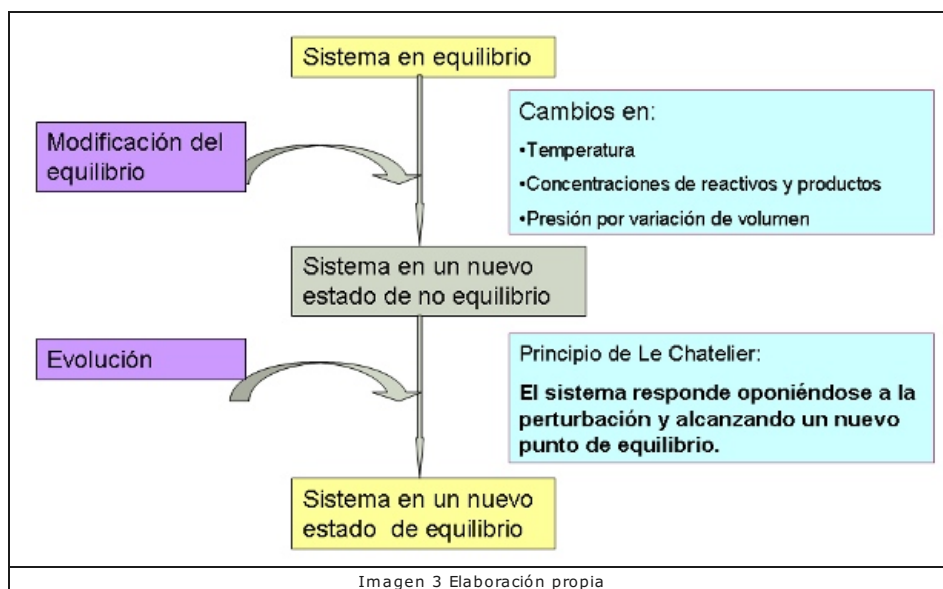 Sistema en equilibrio
Modificación del
equilibrio
Cambios en:
•Temperatura
•Concentraciones de reactivos y productos
•Presión por variación de volumen
Sistema en un nuevo
estado de no equilibrio
Evolución
Principio de Le Chatelier:
El sistema responde oponiéndose a la
perturbación y alcanzando un nuevo
punto de equilibrio.
Sistema en un nuevo
estado de equilibrio
Imagen 3 Elaboración propia